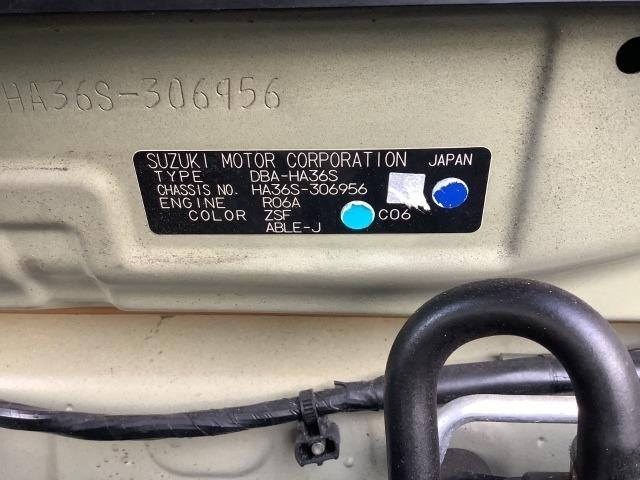 HA36S-306956
SUZUKI MOTOR CORPORATION JAPAN
TYPE DBA-HA36S
CHASSIS NO. HA36S-306956
ENGINE R06A
COLOR ZSF C06
ABLE-J